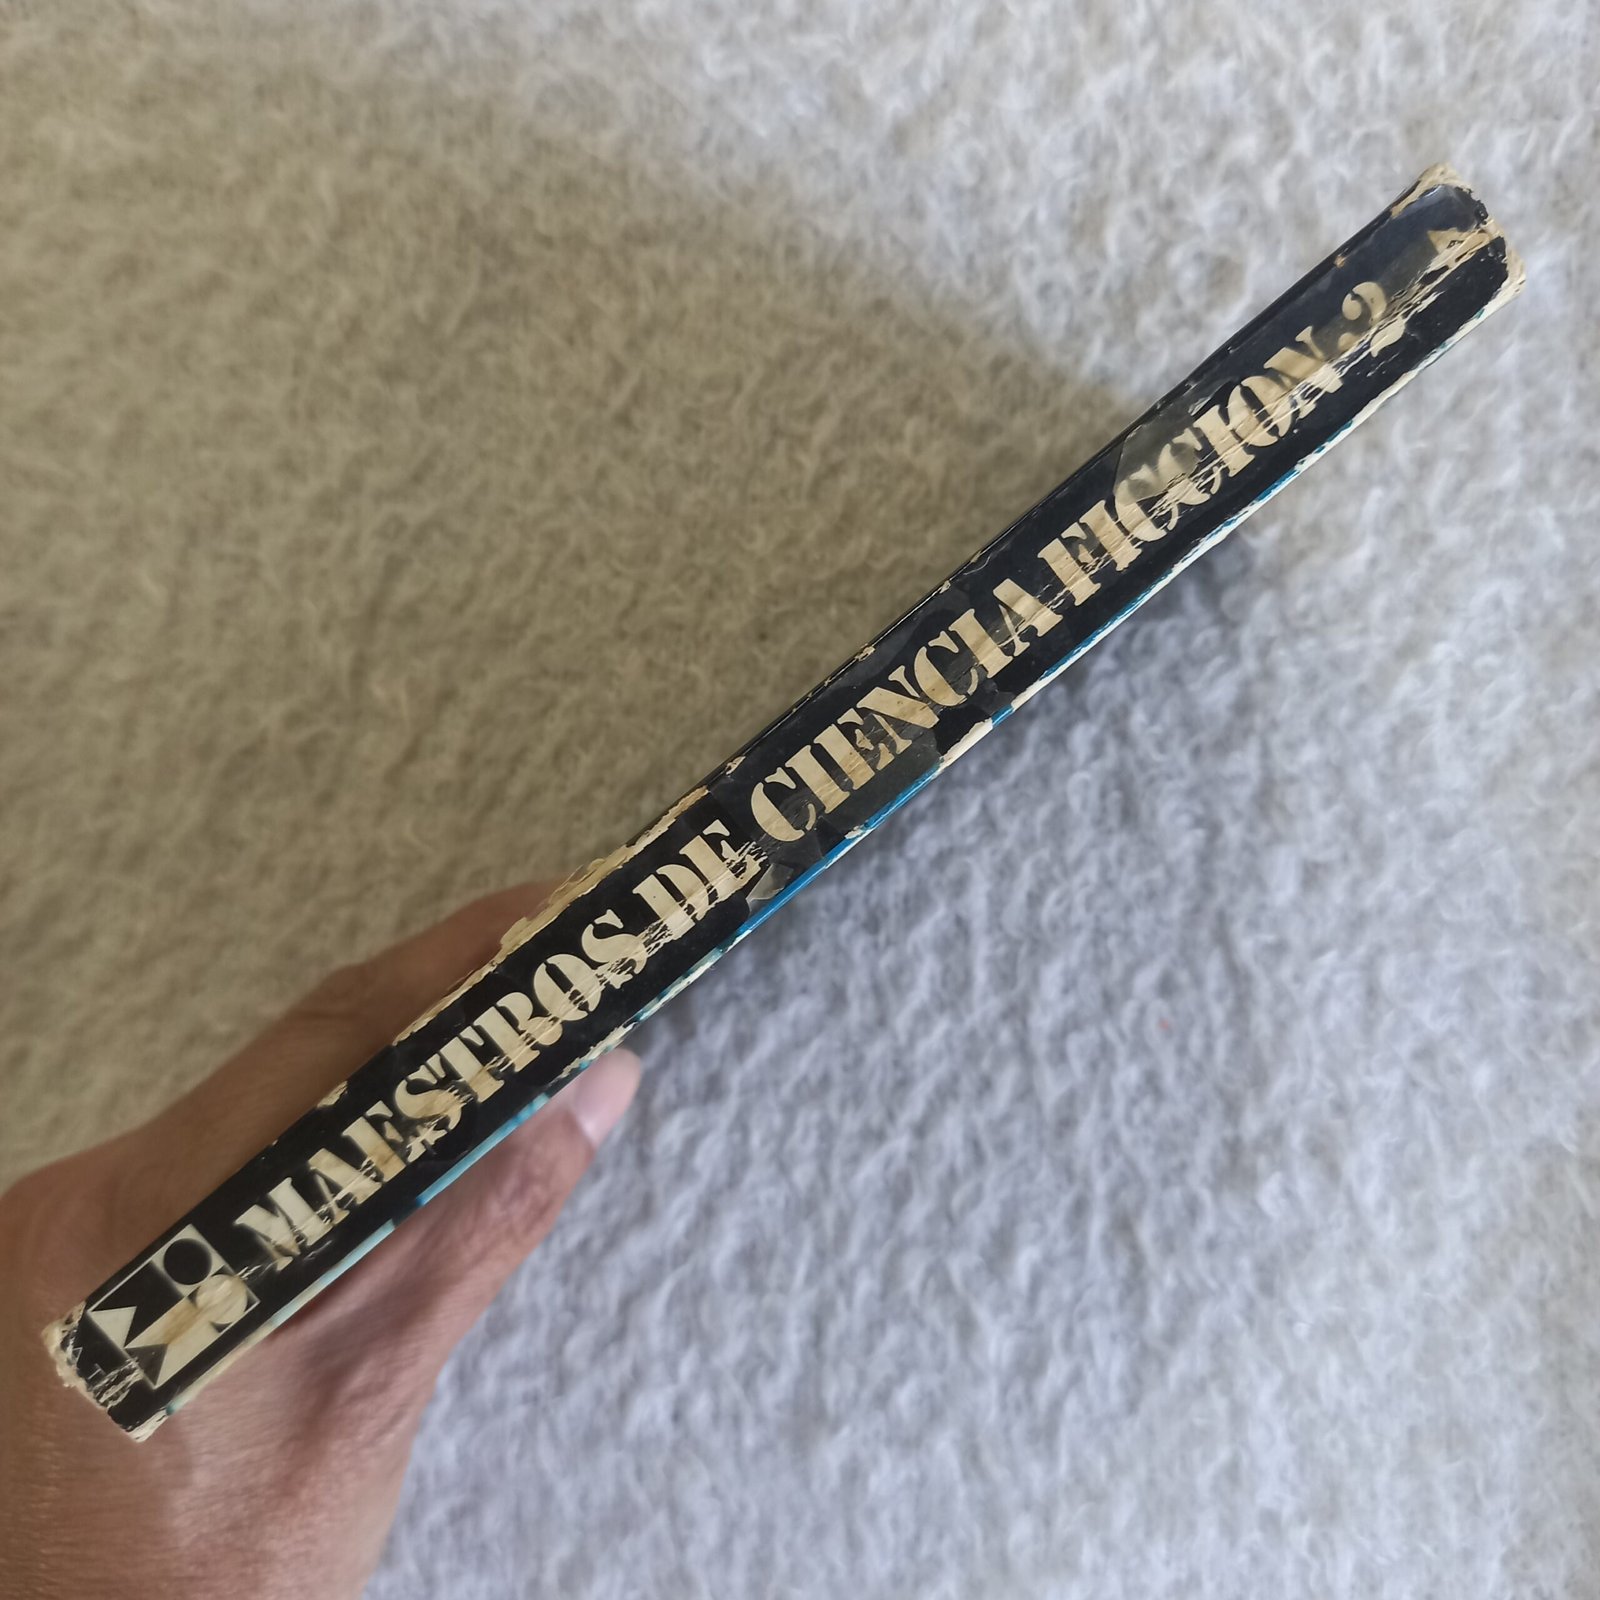 MAESTROS DE CIENCIA FICCION-2